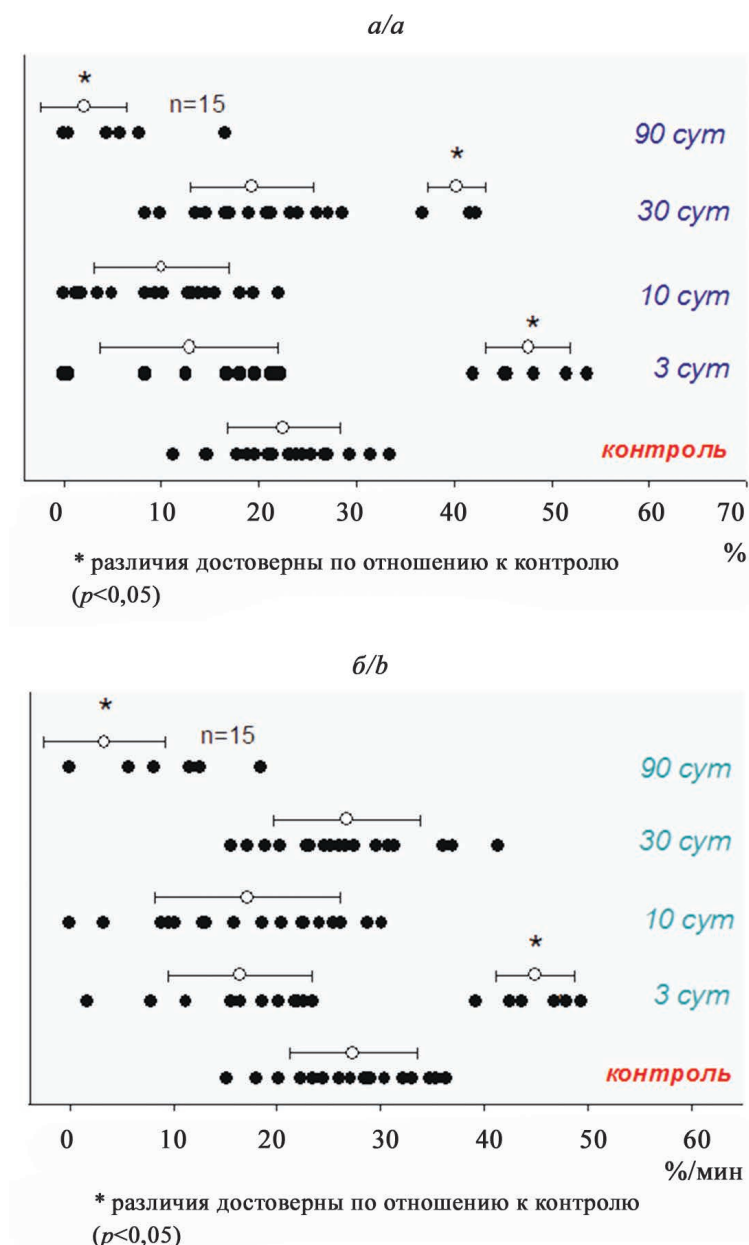 а/a
*
n=15
90 сут
*
30 сут
10 сут
*
3 сут
контроль
0 10 20 30 40 50 60 70
%
* различия достоверны по отношению к контролю
(p<0,05)
б/b
*
n=15
90 сут
30 сут
10 сут
*
3 сут
контроль
0 10 20 30 40 50 60
%/мин
* различия достоверны по отношению к контролю
(p<0,05)